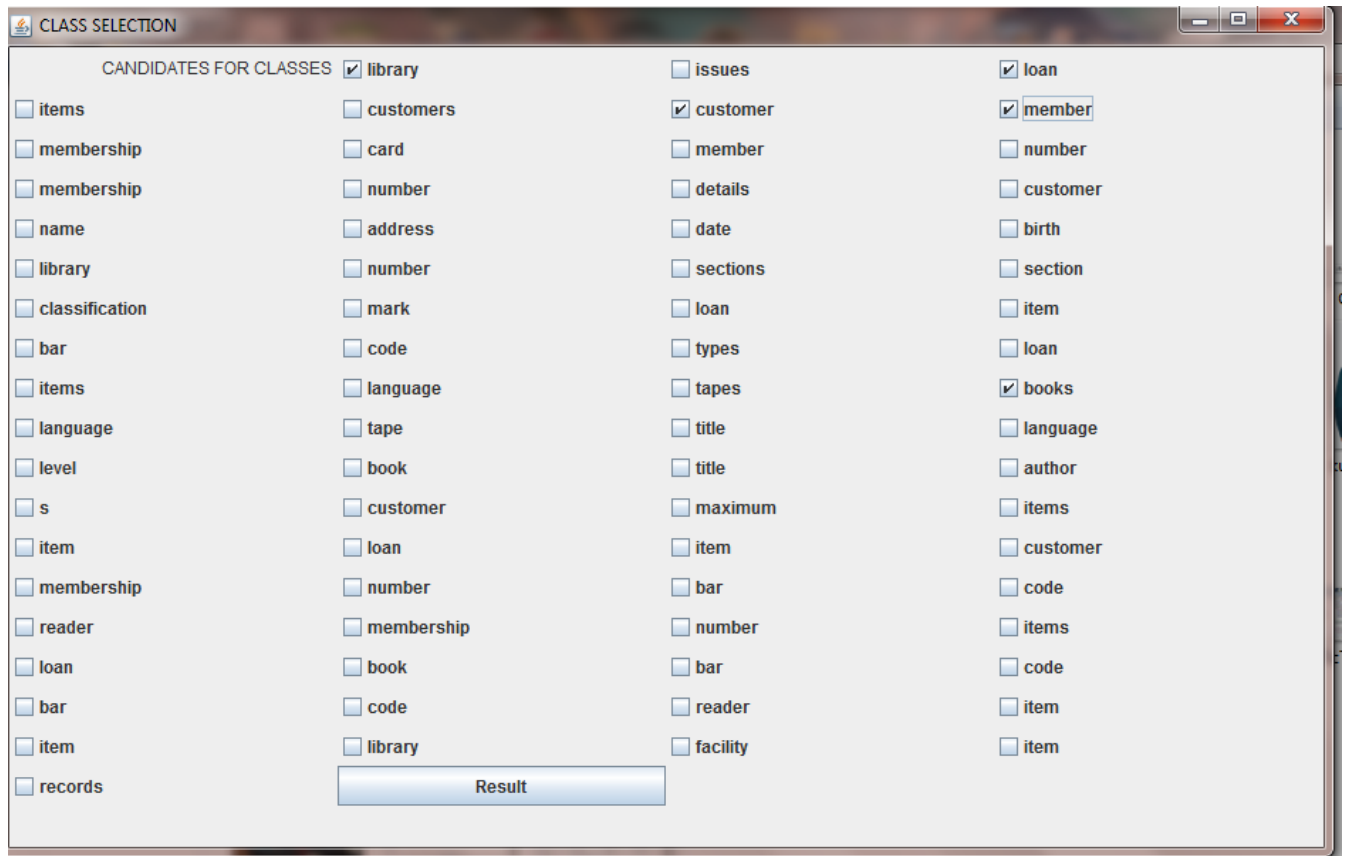 CLASS SELECTION
CANDIDATES FOR CLASSES library issues loan
items customers customer member
membership card member number
membership number details customer
name address date birth
library number sections section
classification mark loan item
bar code types loan
items language tapes books
language tape title language
level book title author
s customer maximum items
item loan item customer
membership number bar code
reader membership number items
loan book bar code
bar code reader item
item library facility item
records Result